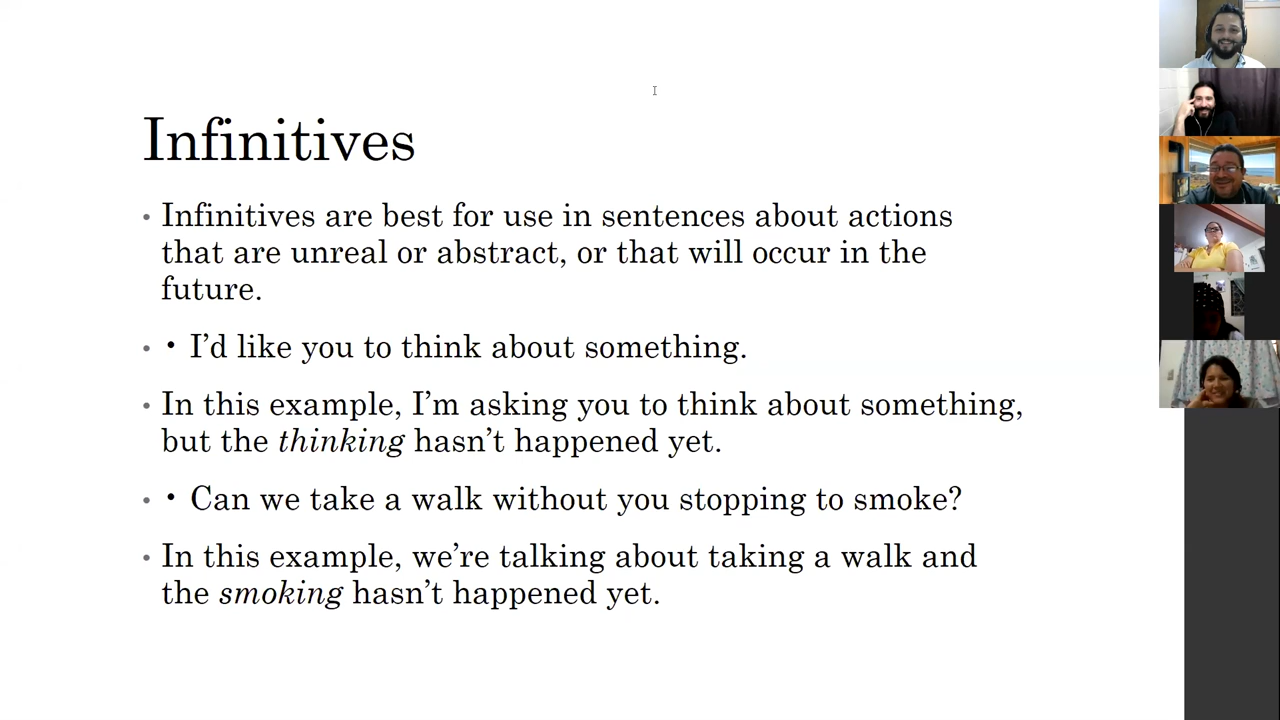 Infinitives
• Infinitives are best for use in sentences about actions
that are unreal or abstract, or that will occur in the
future.
• • I’d like you to think about something.
• In this example, I’m asking you to think about something,
but the thinking hasn’t happened yet.
• • Can we take a walk without you stopping to smoke?
• In this example, we’re talking about taking a walk and
the smoking hasn’t happened yet.